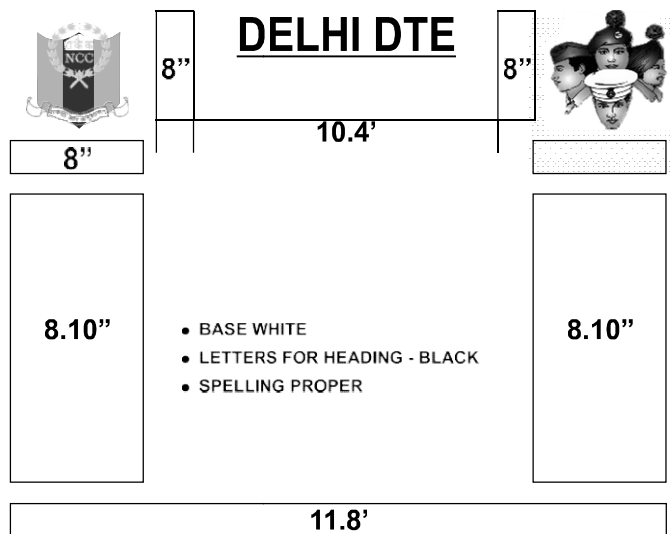 DELHI DTE
NCC
8” 8”
10.4’
8”
8.10” 8.10”
• BASE WHITE
• LETTERS FOR HEADING - BLACK
• SPELLING PROPER
11.8’